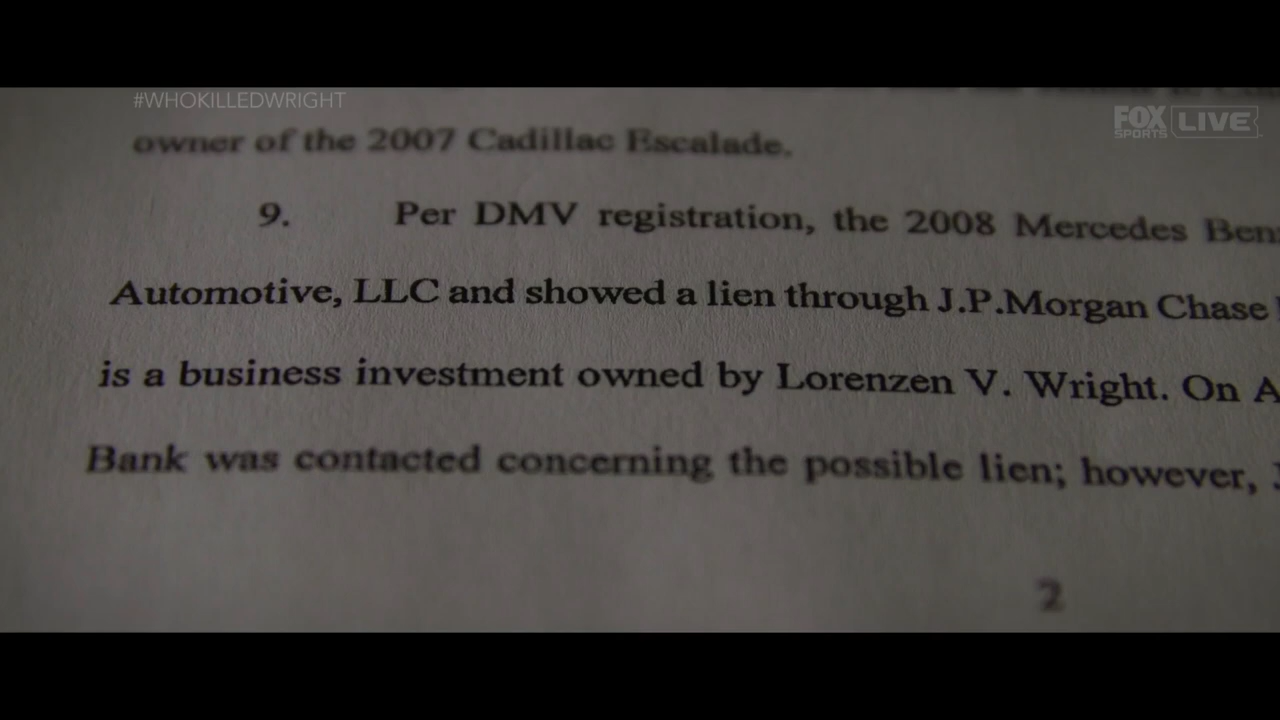 #WHOKILLEDWRIGHT
FOX
SPORTS
LIVE
owner of the 2007 Cadillac Escalade.
9. Per DMV registration, the 2008 Mercedes
Automotive, LLC and showed a lien through J.P.Morgan Chase
is a business investment owned by Lorenzen V. Wright. On
Bank was contacted concerning the possible lien; however,
2